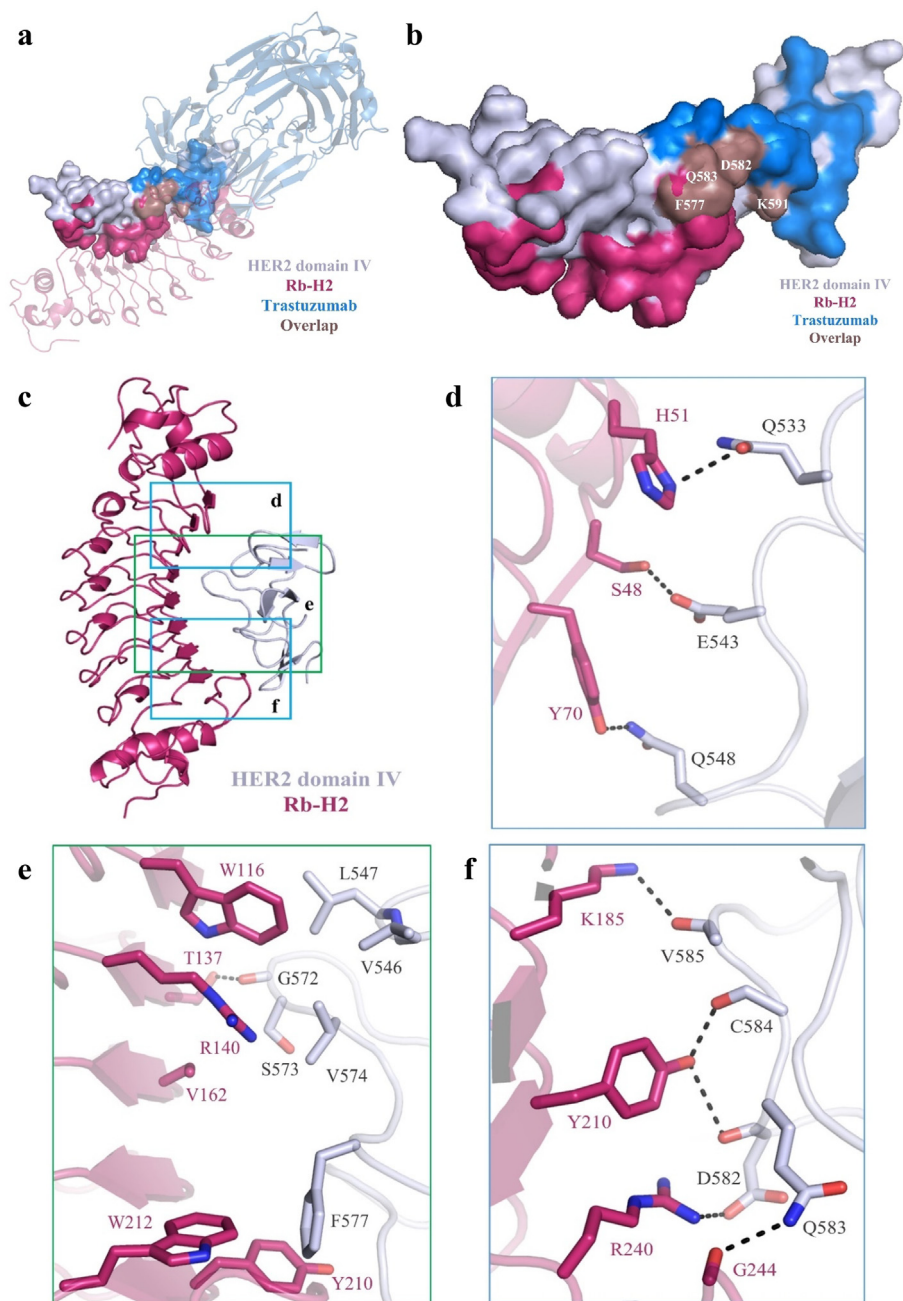 a
HER2 domain IV
Rb-H2
Trastuzumab
Overlap
b
Q583
D582
F577
K591
HER2 domain IV
Rb-H2
Trastuzumab
Overlap
c
d
e
f
HER2 domain IV
Rb-H2
d
H51
Q533
S48
E543
Y70
Q548
e
W116
L547
V546
T137
G572
R140
S573
V574
V162
F577
W212
Y210
f
K185
V585
C584
Y210
D582
Q583
R240
G244